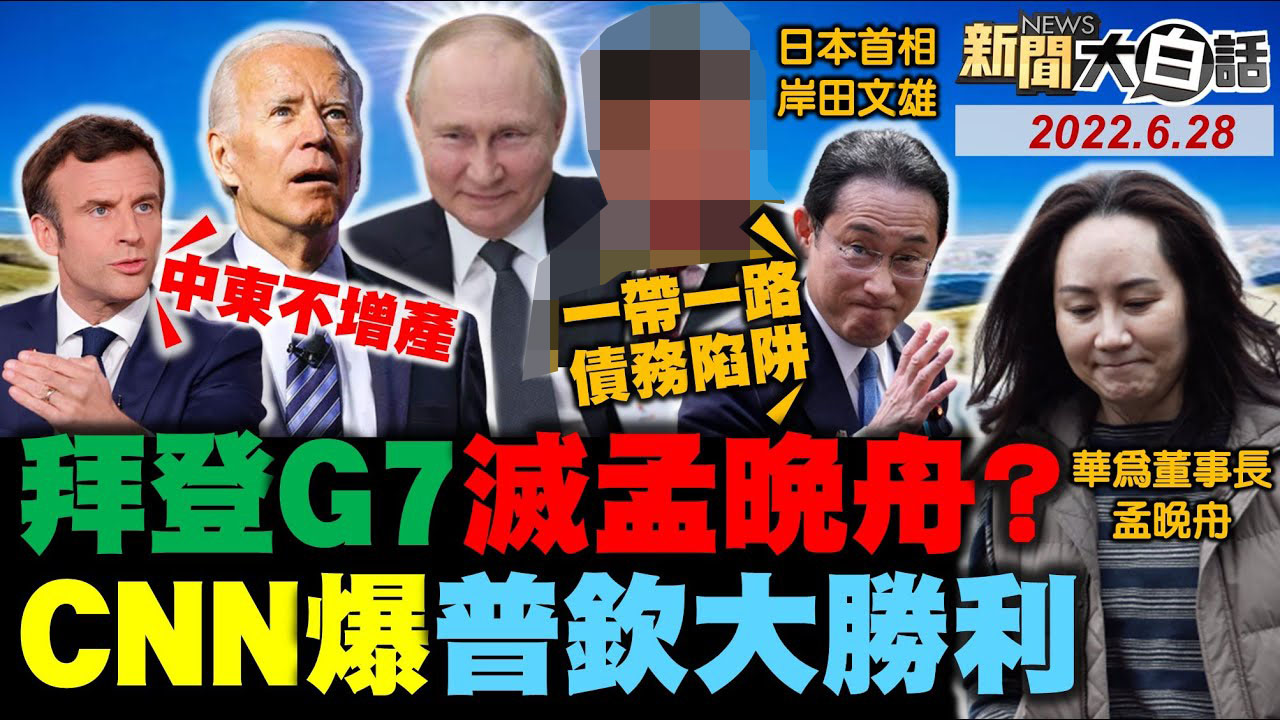 日本首相
岸田文雄
NEWS
新聞大白話
2022.6.28
中東不增產
一帶一路
債務陷阱
華為董事長
孟晚舟
拜登G7滅孟晚舟？
CNN爆普欽大勝利